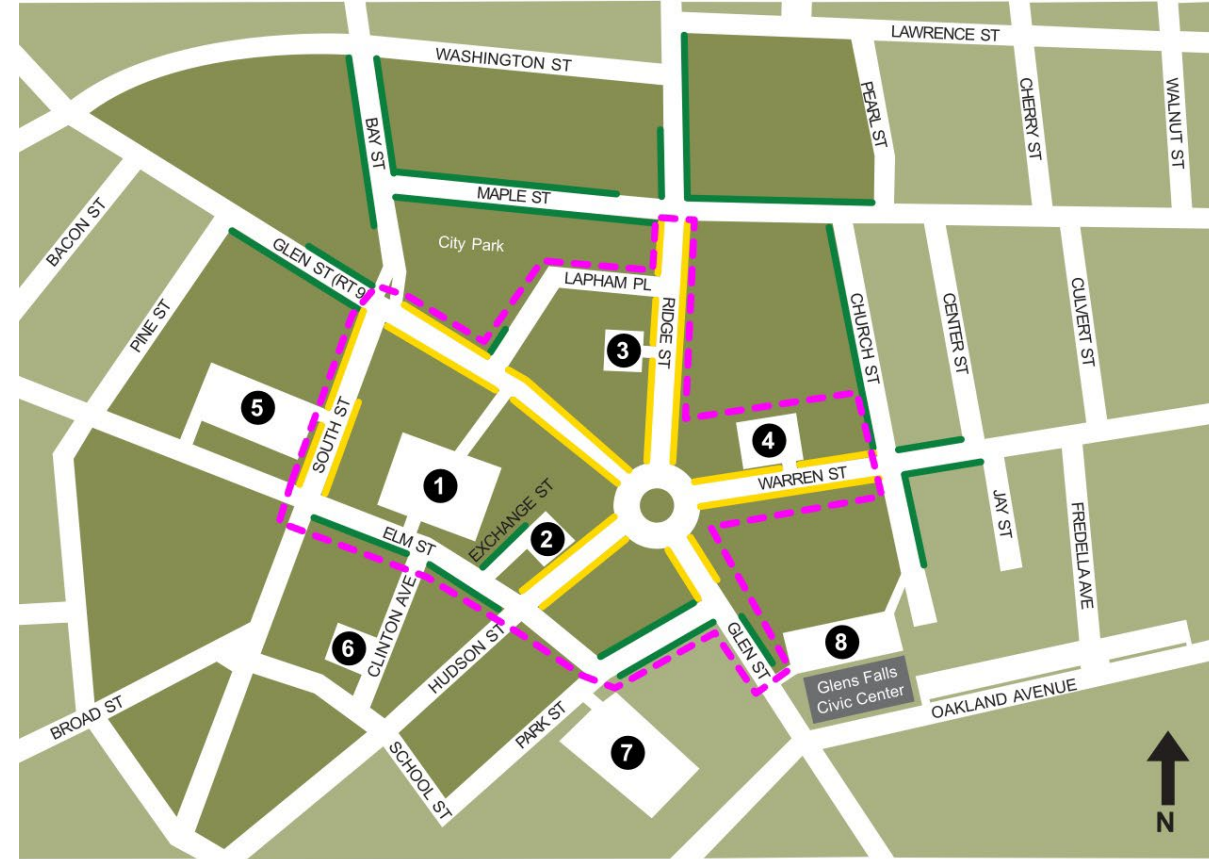 LAWRENCE ST
WASHINGTON ST
PEARL ST
CHERRY ST
WALNUT ST
BAY ST
MAPLE ST
BACON ST
City Park
GLEN ST (RT 9
LAPHAM PL
PINE ST
RIDGE ST
CHURCH ST
CENTER ST
CULVERT ST
3
5
SOUTH ST
4
1
WARREN ST
EXCHANGE ST
2
ELM ST
JAY ST
FREDELLA AVE
6
CLINTON AVE
HUDSON ST
GLEN ST
8
Glens Falls
Civic Center
BROAD ST
PARK ST
OAKLAND AVENUE
7
SCHOOL ST
N